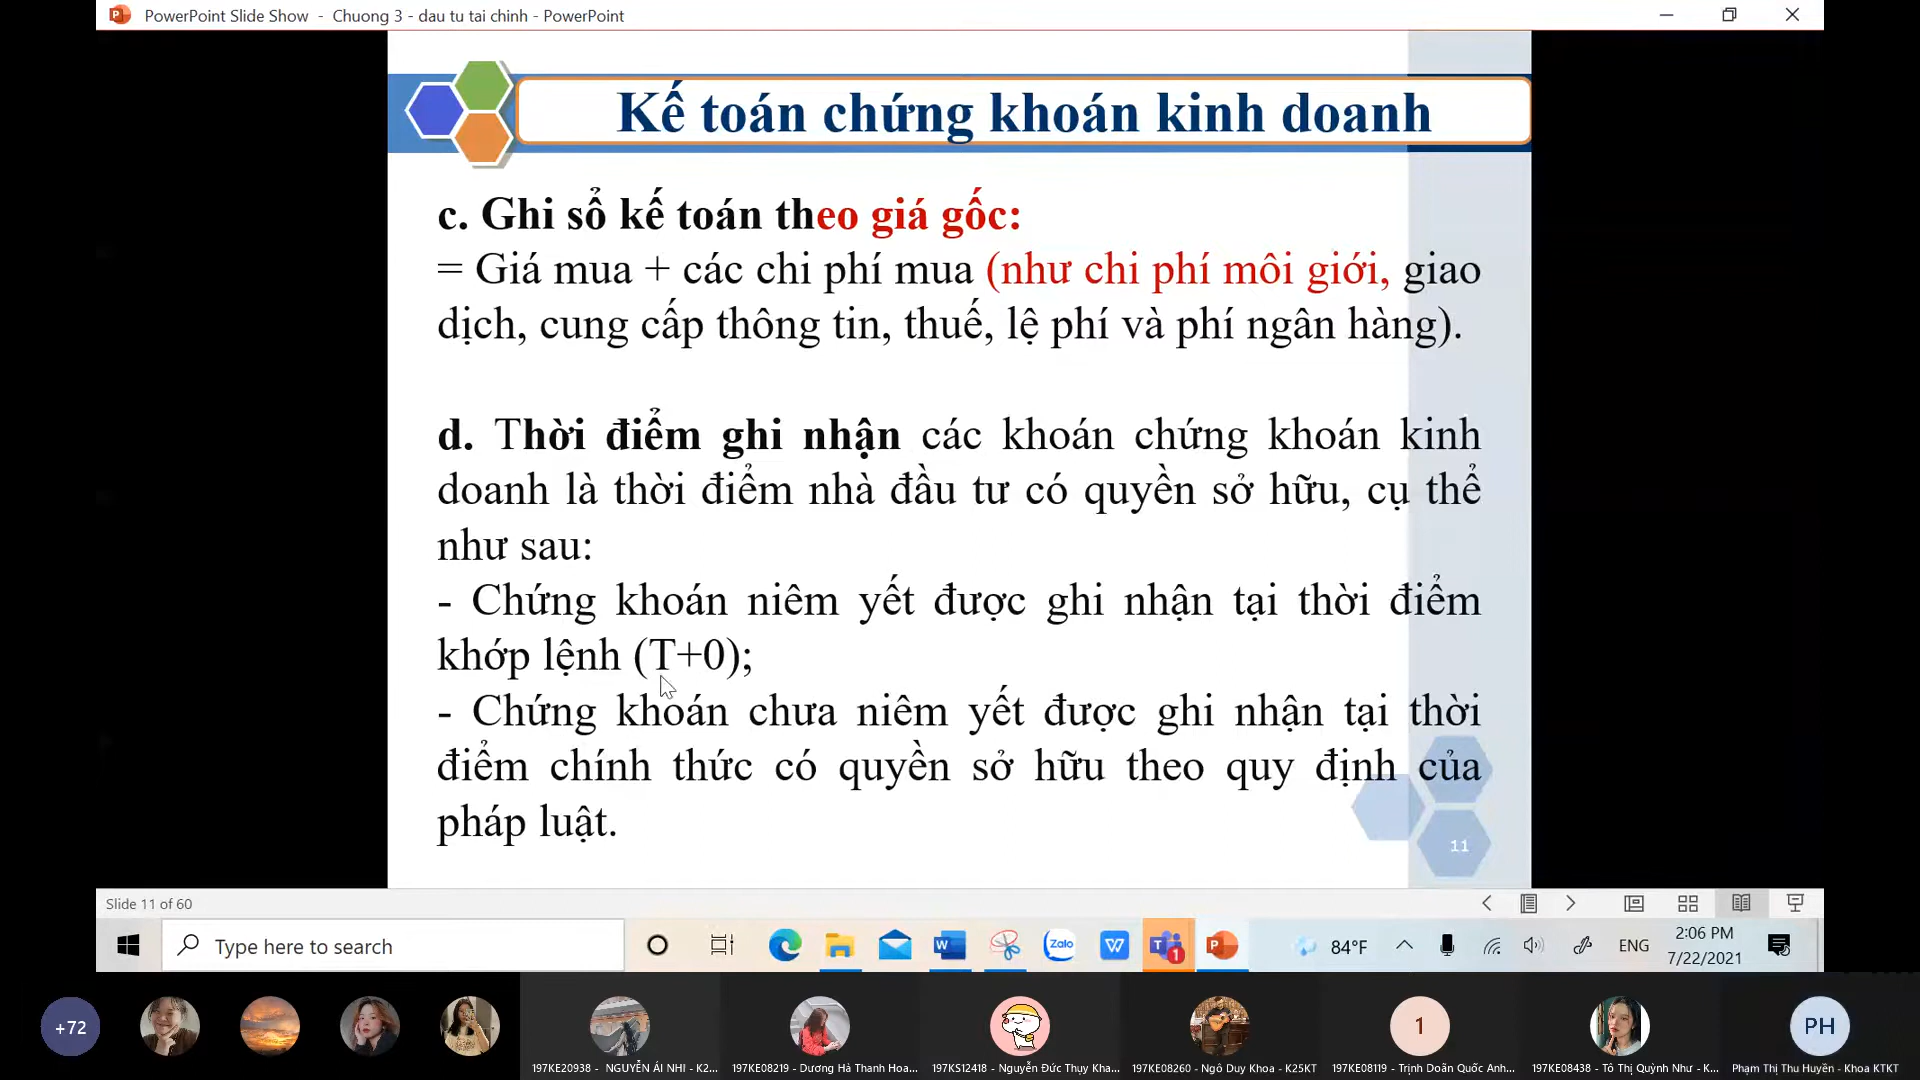 PowerPoint Slide Show - Chuong 3 - dau tu tai chinh - PowerPoint
Kế toán chứng khoán kinh doanh
c. Ghi sổ kế toán theo giá gốc:
= Giá mua + các chi phí mua (như chi phí môi giới, giao
dịch, cung cấp thông tin, thuế, lệ phí và phí ngân hàng).
d. Thời điểm ghi nhận các khoán chứng khoán kinh
doanh là thời điểm nhà đầu tư có quyền sở hữu, cụ thể
như sau:
- Chứng khoán niêm yết được ghi nhận tại thời điểm
khớp lệnh (T+0);
- Chứng khoán chưa niêm yết được ghi nhận tại thời
điểm chính thức có quyền sở hữu theo quy định của
pháp luật.
11
Slide 11 of 60
Type here to search
Zalo
84°F
ENG
2:06 PM
7/22/2021
+72
1
PH
197KE20938 - NGUYỄN ÁI NHI - K2...
197KE08219 - Dương Hà Thanh Hoa...
197KS12418 - Nguyễn Đức Thụy Kha...
197KE08260 - Ngô Duy Khoa - K25KT
197KE08119 - Trịnh Doãn Quốc Anh...
197KE08438 - Tô Thị Quỳnh Như - K...
Phạm Thị Thu Huyền - Khoa KTKT